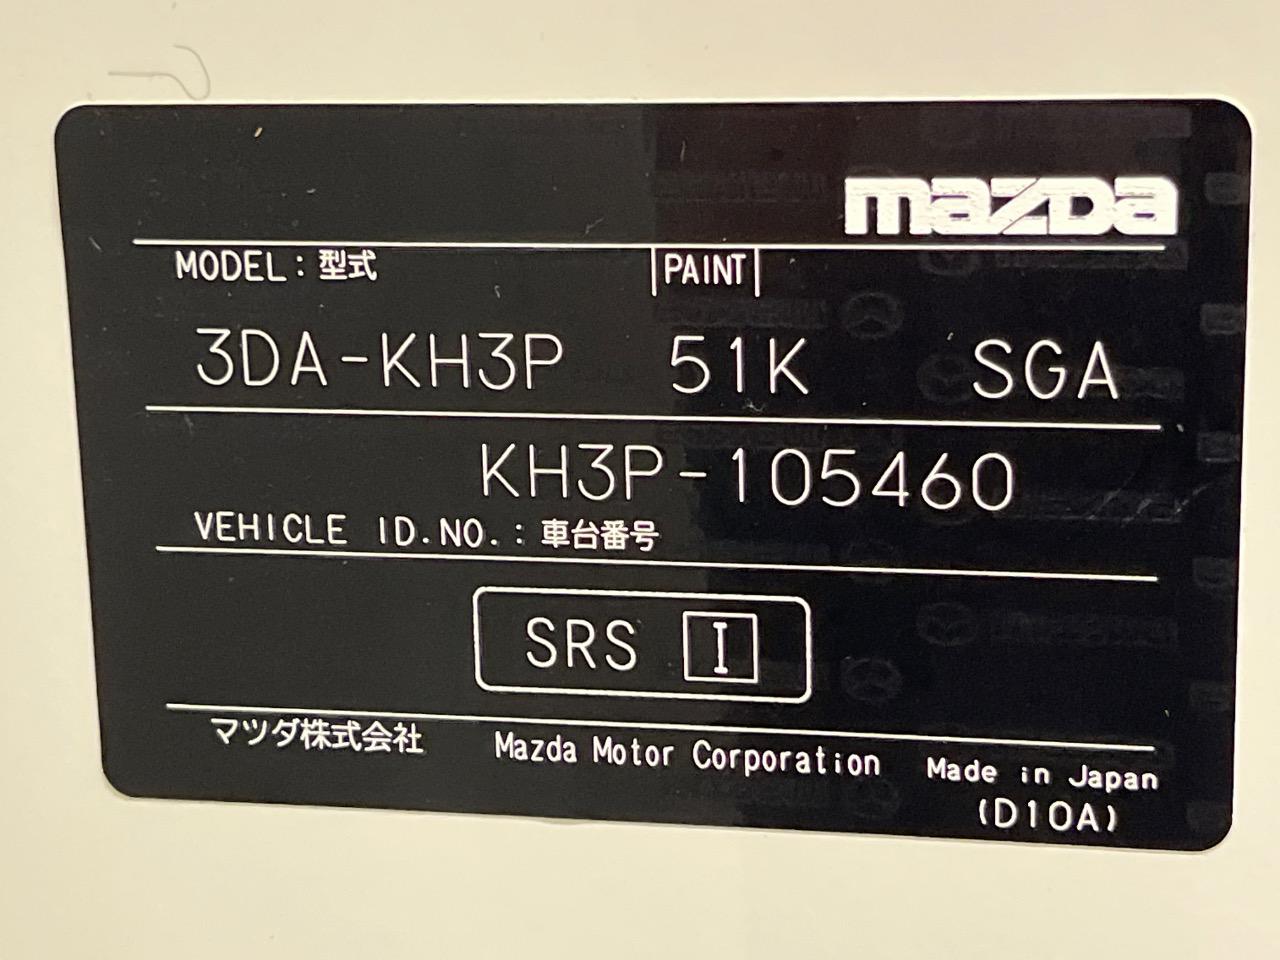 mazda
MODEL : 型式 PAINT
3DA-KH3P 51K SGA
KH3P-105460
VEHICLE ID.NO. : 車台番号
SRS I
マツダ株式会社 Mazda Motor Corporation Made in Japan
(D10A)